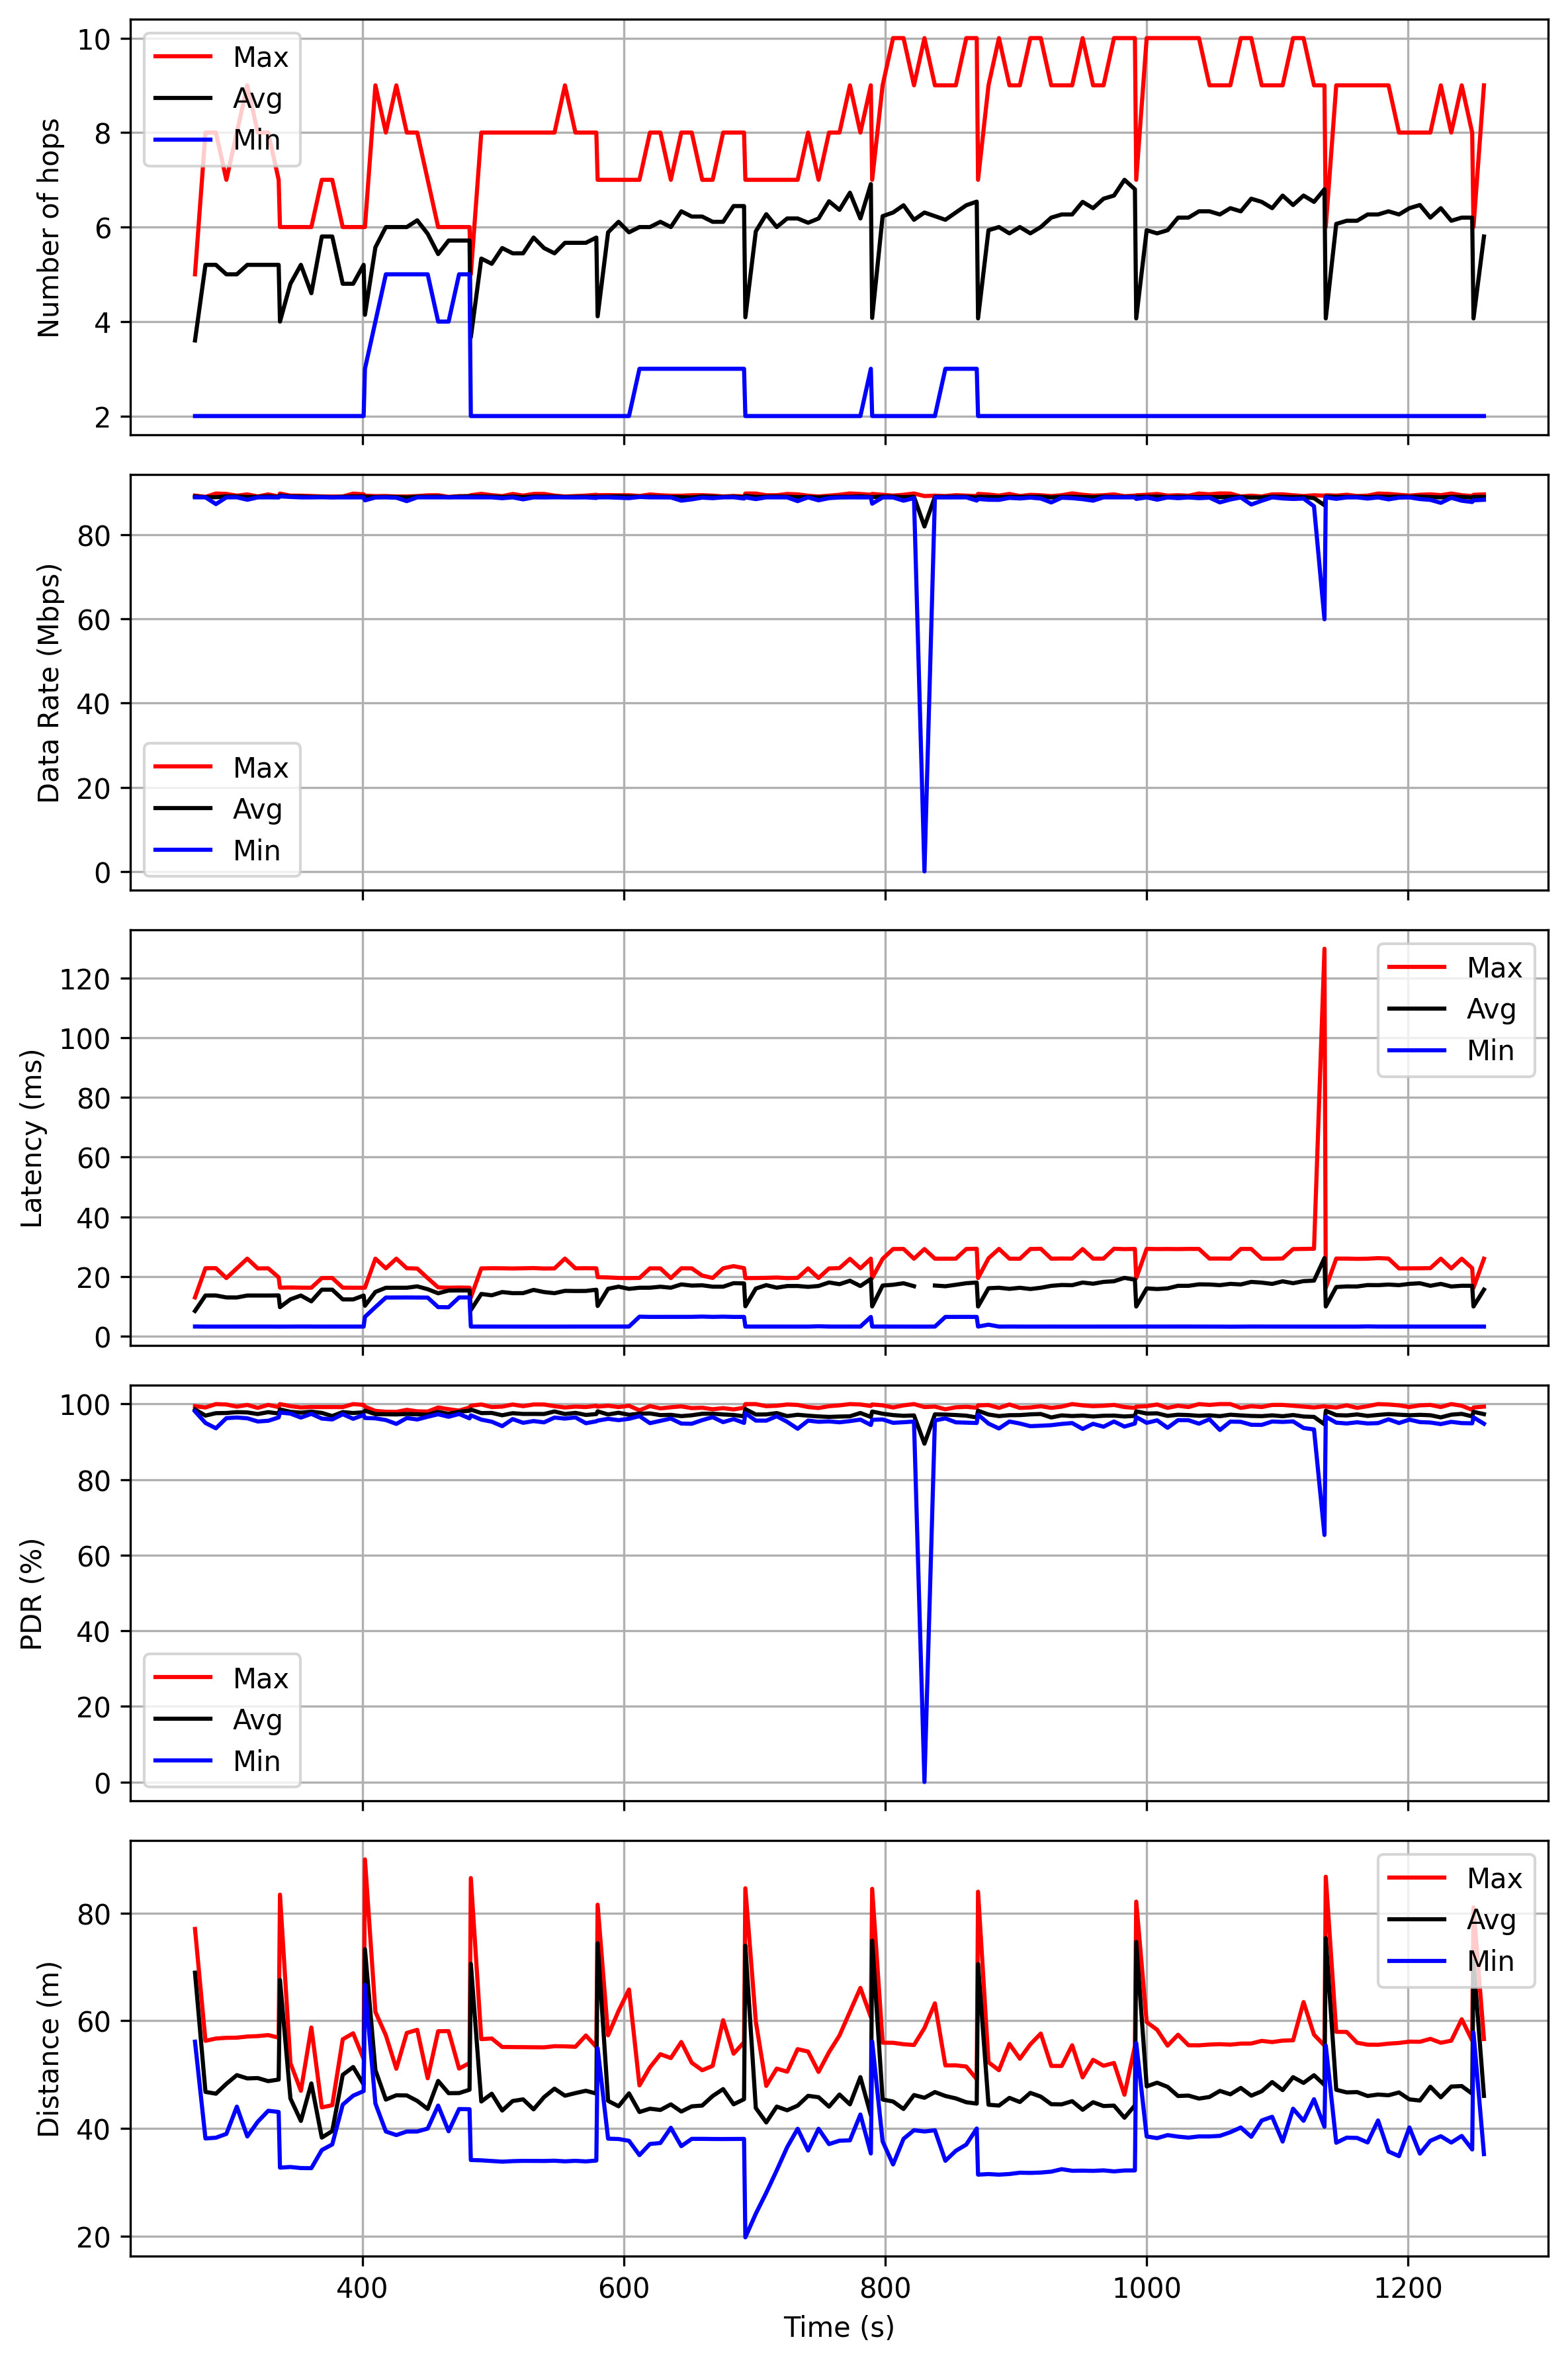 Number of hops
10
8
6
4
2
Max
Avg
Min
Data Rate (Mbps)
80
60
40
20
0
Max
Avg
Min
Latency (ms)
120
100
80
60
40
20
0
Max
Avg
Min
PDR (%)
100
80
60
40
20
0
Max
Avg
Min
Distance (m)
80
60
40
20
Max
Avg
Min
400 600 800 1000 1200
Time (s)